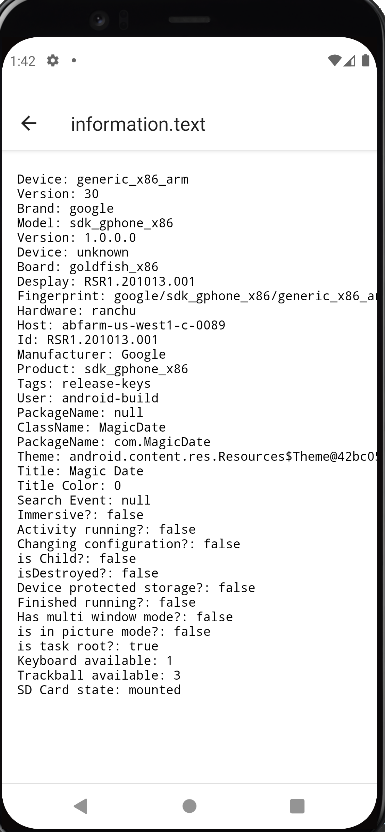 1:42
information.text
Device: generic_x86_arm
Version: 30
Brand: google
Model: sdk_gphone_x86
Version: 1.0.0.0
Device: unknown
Board: goldfish_x86
Desplay: RSR1.201013.001
Fingerprint: google/sdk_gphone_x86/generic_x86_ar
Hardware: ranchu
Host: abfarm-us-west1-c-0089
Id: RSR1.201013.001
Manufacturer: Google
Product: sdk_gphone_x86
Tags: release-keys
User: android-build
PackageName: null
ClassName: MagicDate
PackageName: com.MagicDate
Theme: android.content.res.Resources$Theme@42bc05
Title: Magic Date
Title Color: 0
Search Event: null
Immersive?: false
Activity running?: false
Changing configuration?: false
is Child?: false
isDestroyed?: false
Device protected storage?: false
Finished running?: false
Has multi window mode?: false
is in picture mode?: false
is task root?: true
Keyboard available: 1
Trackball available: 3
SD Card state: mounted